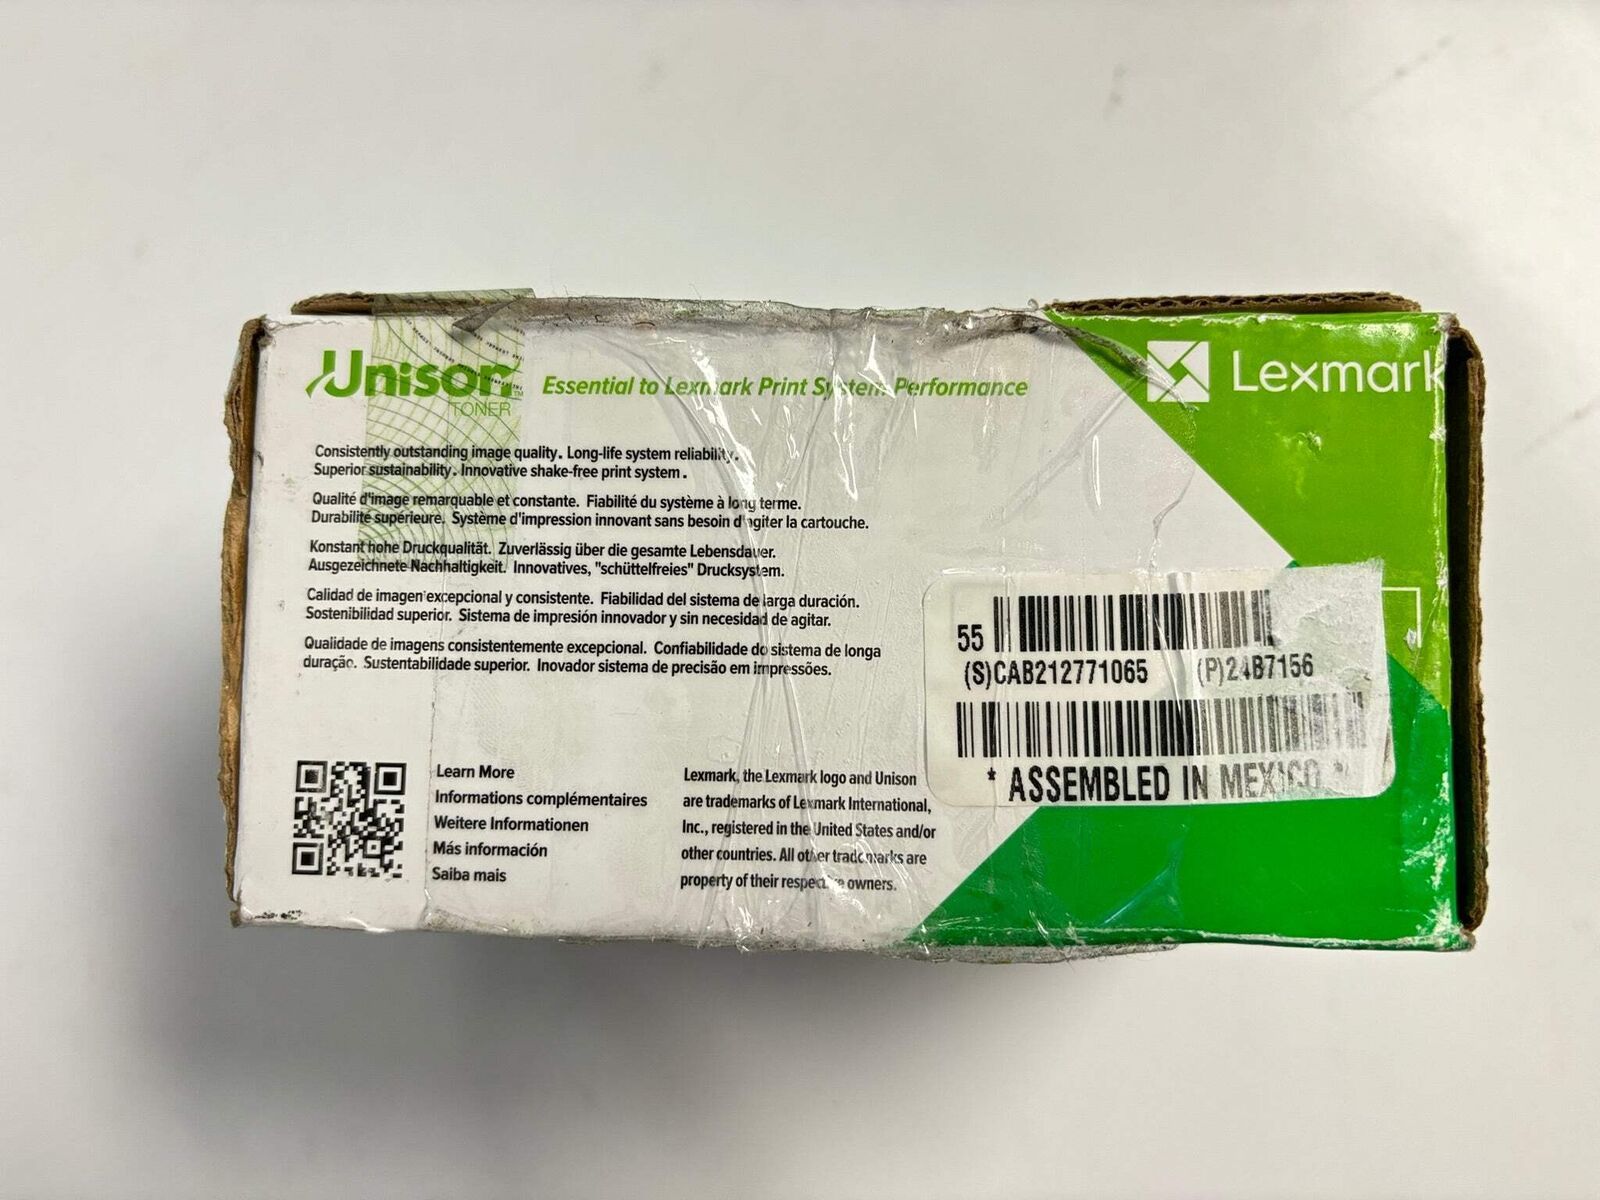 Unison™
TONER
Essential to Lexmark Print System Performance
Lexmark
Consistently outstanding image quality. Long-life system reliability.
Superior sustainability. Innovative shake-free print system.
Qualité d'image remarquable et constante. Fiabilité du système à long terme.
Durabilité supérieure. Système d'impression innovant sans besoin d'agiter la cartouche.
Konstant hohe Druckqualität. Zuverlässig über die gesamte Lebensdauer.
Ausgezeichnete Nachhaltigkeit. Innovatives, "schüttelfreies" Drucksystem.
Calidad de imagen excepcional y consistente. Fiabilidad del sistema de larga duración.
Sostenibilidad superior. Sistema de impresión innovador y sin necesidad de agitar.
Qualidade de imagens consistentemente excepcional. Confiabilidade do sistema de longa
duração. Sustentabilidade superior. Inovador sistema de precisão em impressões.
55
(S)CAB212771065 (P)24B7156
* ASSEMBLED IN MEXICO *
Learn More
Informations complémentaires
Weitere Informationen
Más información
Saiba mais
Lexmark, the Lexmark logo and Unison
are trademarks of Lexmark International,
Inc., registered in the United States and/or
other countries. All other trademarks are
property of their respective owners.